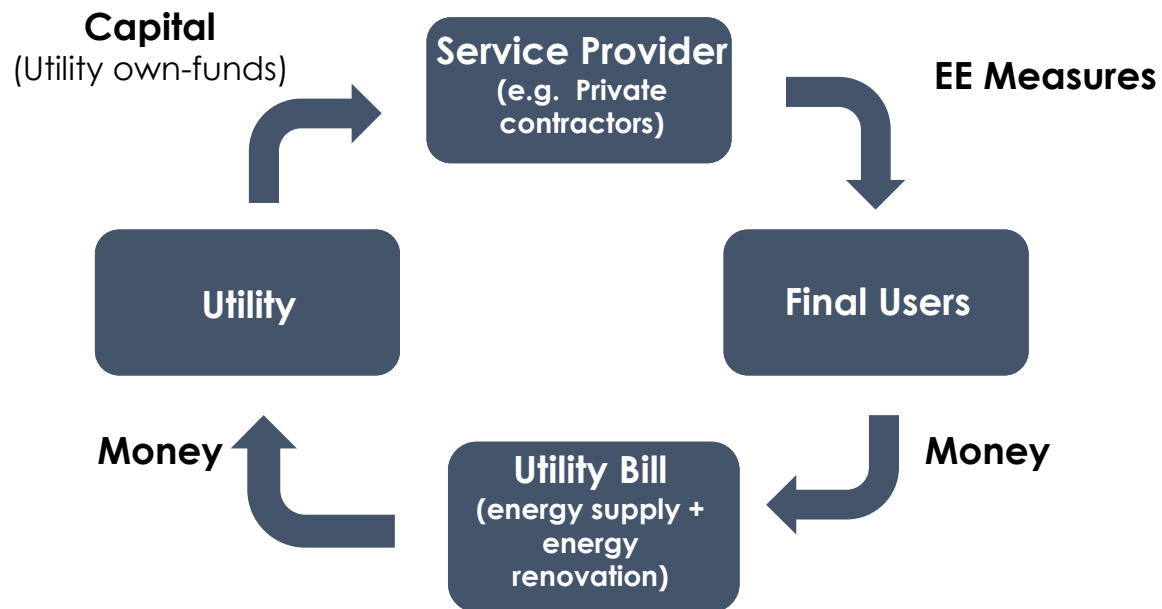 Capital
(Utility own-funds)
Service Provider
(e.g. Private
contractors)
EE Measures
Utility
Final Users
Money
Utility Bill
(energy supply +
energy
renovation)
Money